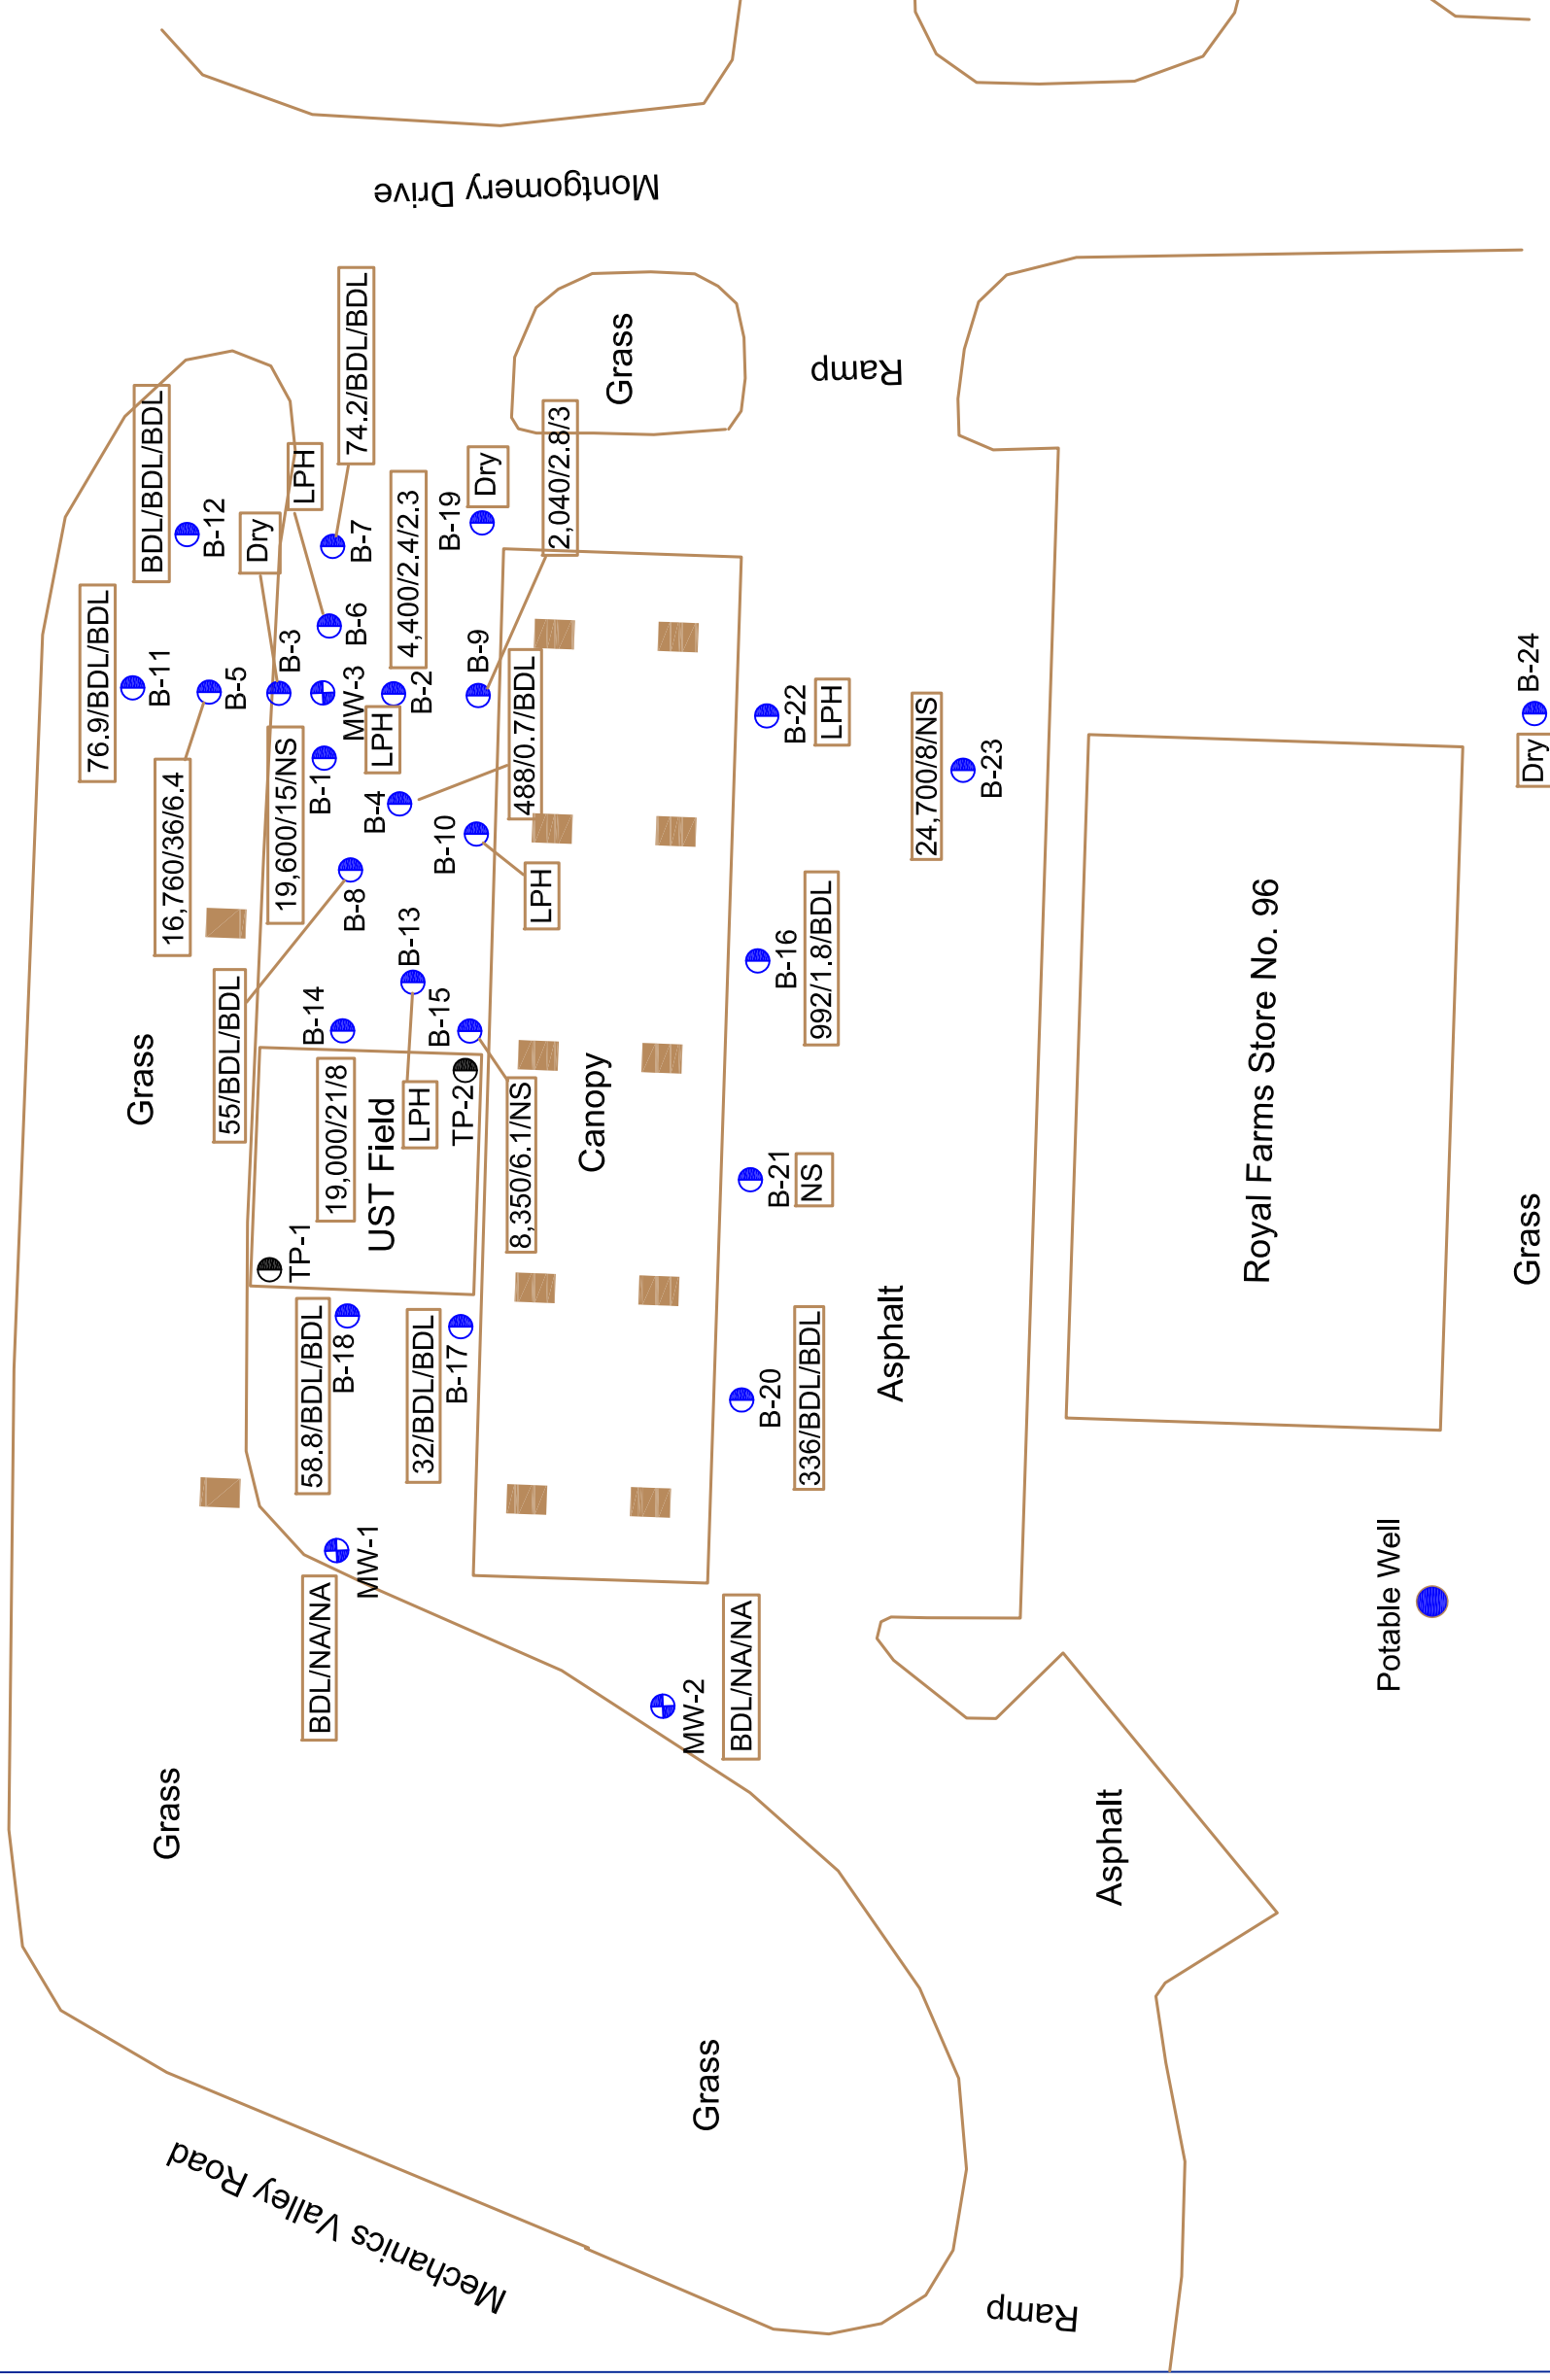 Montgomery Drive
Grass
Ramp
BDL/BDL/BDL
B-12
Dry
LPH
74.2/BDL/BDL
B-7
4,400/2.4/2.3
B-19
Dry
2,040/2.8/3
76.9/BDL/BDL
B-11
B-5
B-3
B-6
MW-3
B-2
B-9
LPH
488/0.7/BDL
16,760/36/6.4
19,600/15/NS
B-1
B-4
B-10
B-8
LPH
B-22
LPH
24,700/8/NS
B-23
B-24
Dry
Grass
55/BDL/BDL
B-14
B-13
B-15
19,000/21/8
UST Field
LPH
TP-2
TP-1
8,350/6.1/NS
Canopy
B-16
992/1.8/BDL
B-21
NS
Royal Farms Store No. 96
Grass
58.8/BDL/BDL
B-18
32/BDL/BDL
B-17
B-20
336/BDL/BDL
Asphalt
MW-1
BDL/NA/NA
MW-2
BDL/NA/NA
Potable Well
Grass
Asphalt
Grass
Mechanics Valley Road
Ramp